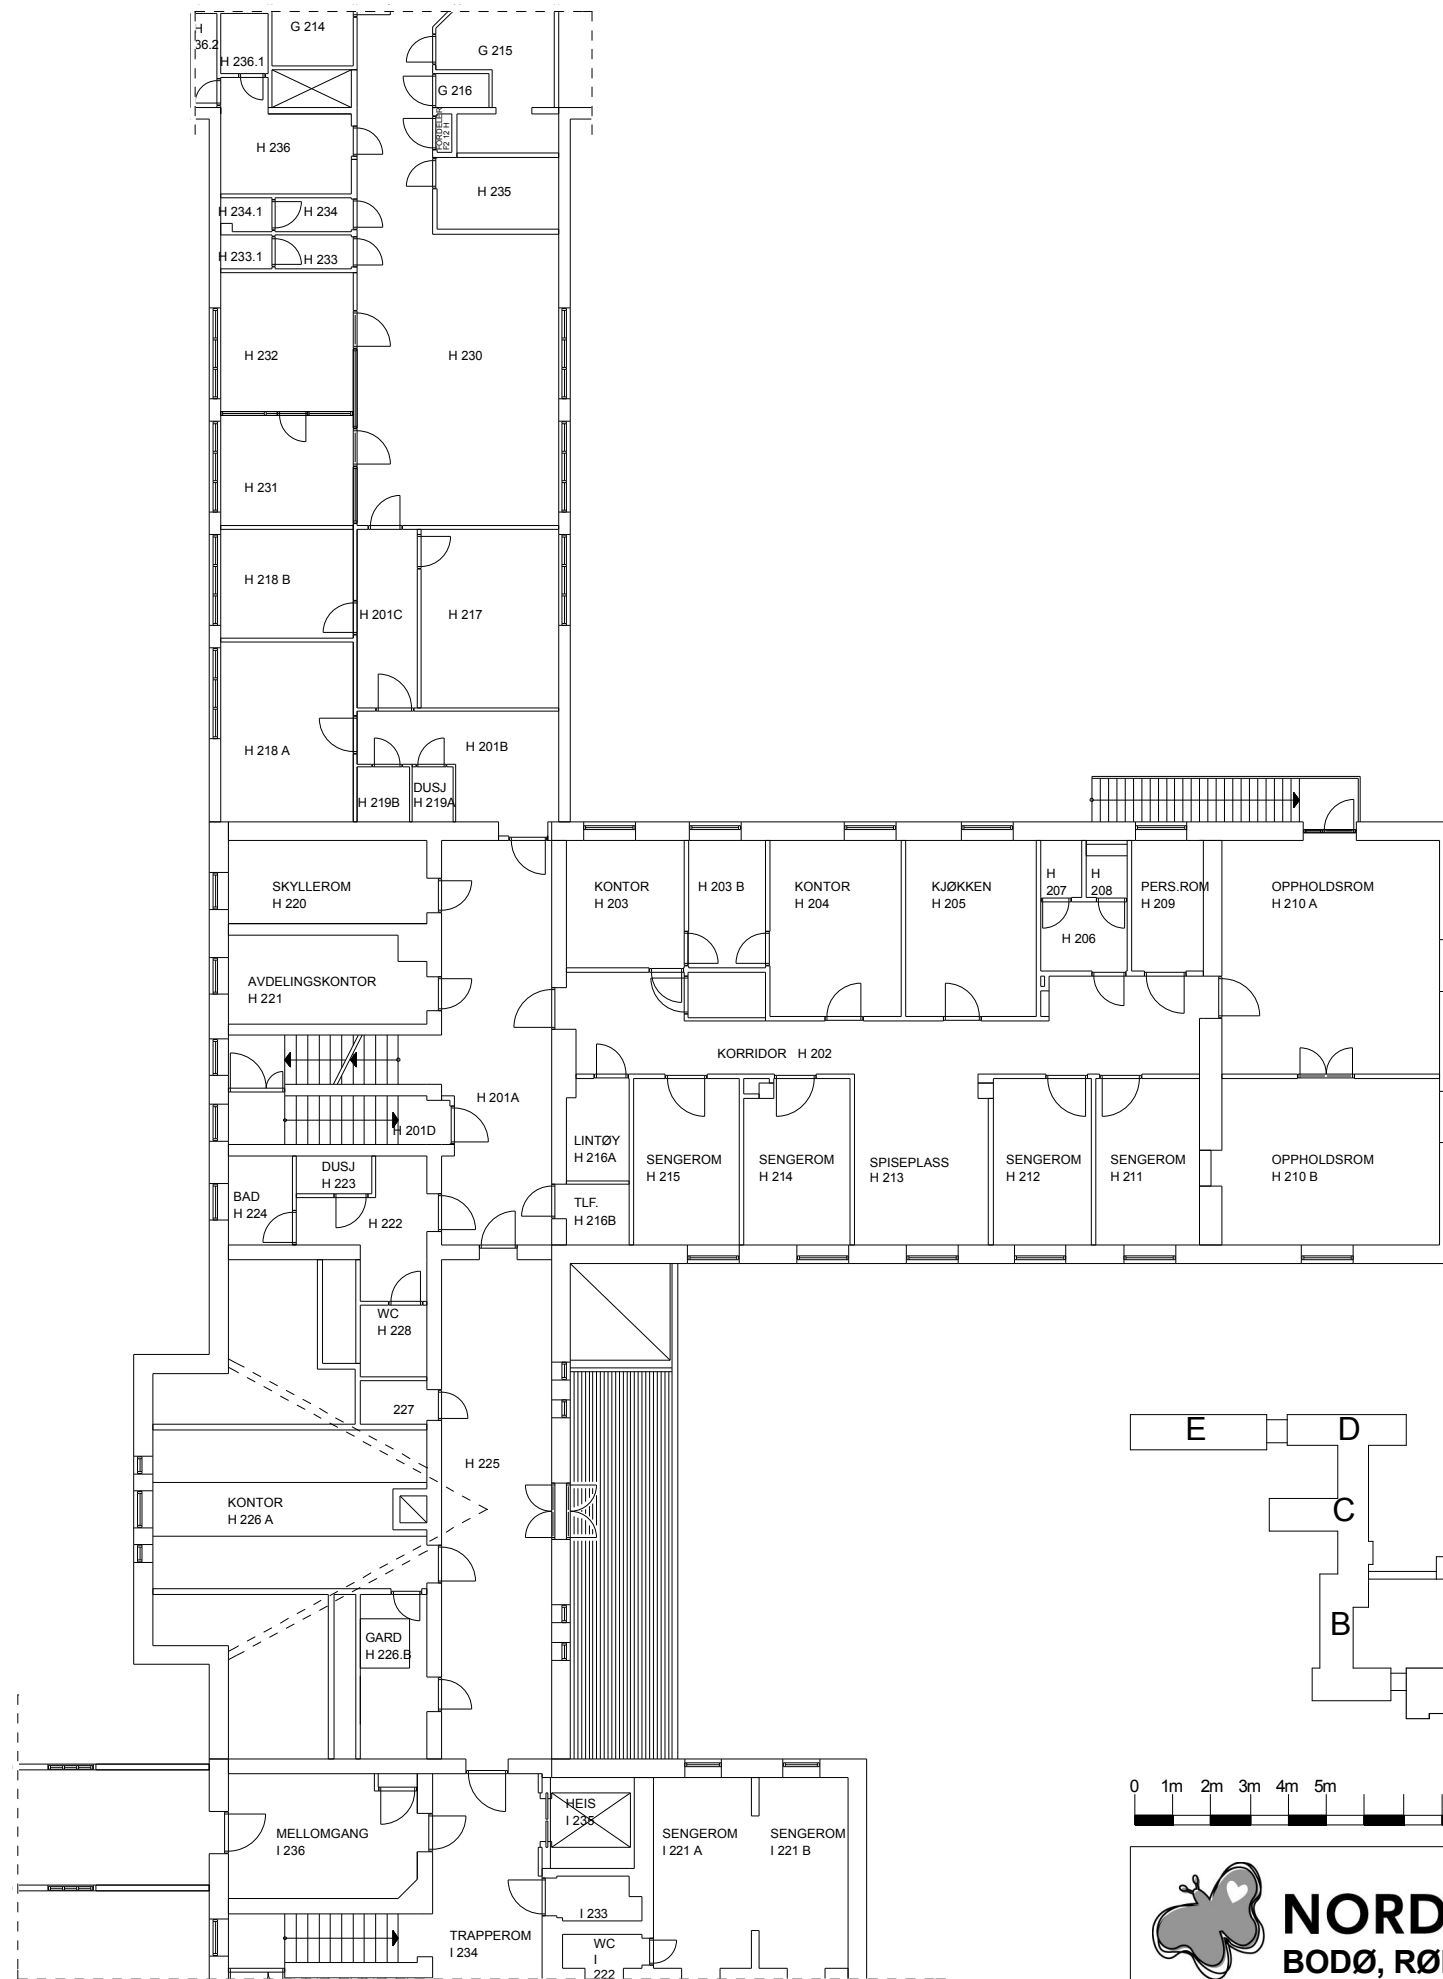 H
36.2
H 236.1
G 214
G 215
G 216
FORDELER
F2 12 H
H 236
H 235
H 234.1
H 234
H 233.1
H 233
H 232
H 230
H 231
H 218 B
H 201C
H 217
H 218 A
H 201B
H 219B
DUSJ
H 219A
SKYLLEROM
H 220
KONTOR
H 203
H 203 B
KONTOR
H 204
KJØKKEN
H 205
H
207
H
208
PERS.ROM
H 209
OPPHOLDSROM
H 210 A
H 206
AVDELINGSKONTOR
H 221
KORRIDOR H 202
H 201A
H 201D
LINTØY
H 216A
SENGEROM
H 215
SENGEROM
H 214
SPISEPLASS
H 213
SENGEROM
H 212
SENGEROM
H 211
OPPHOLDSROM
H 210 B
DUSJ
H 223
BAD
H 224
H 222
TLF.
H 216B
WC
H 228
227
H 225
KONTOR
H 226 A
GARD
H 226.B
E
D
C
B
0 1m 2m 3m 4m 5m
HEIS
I 235
MELLOMGANG
I 236
SENGEROM
I 221 A
SENGEROM
I 221 B
I 233
TRAPPEROM
I 234
WC
I
222
NORD
BODØ, RØ